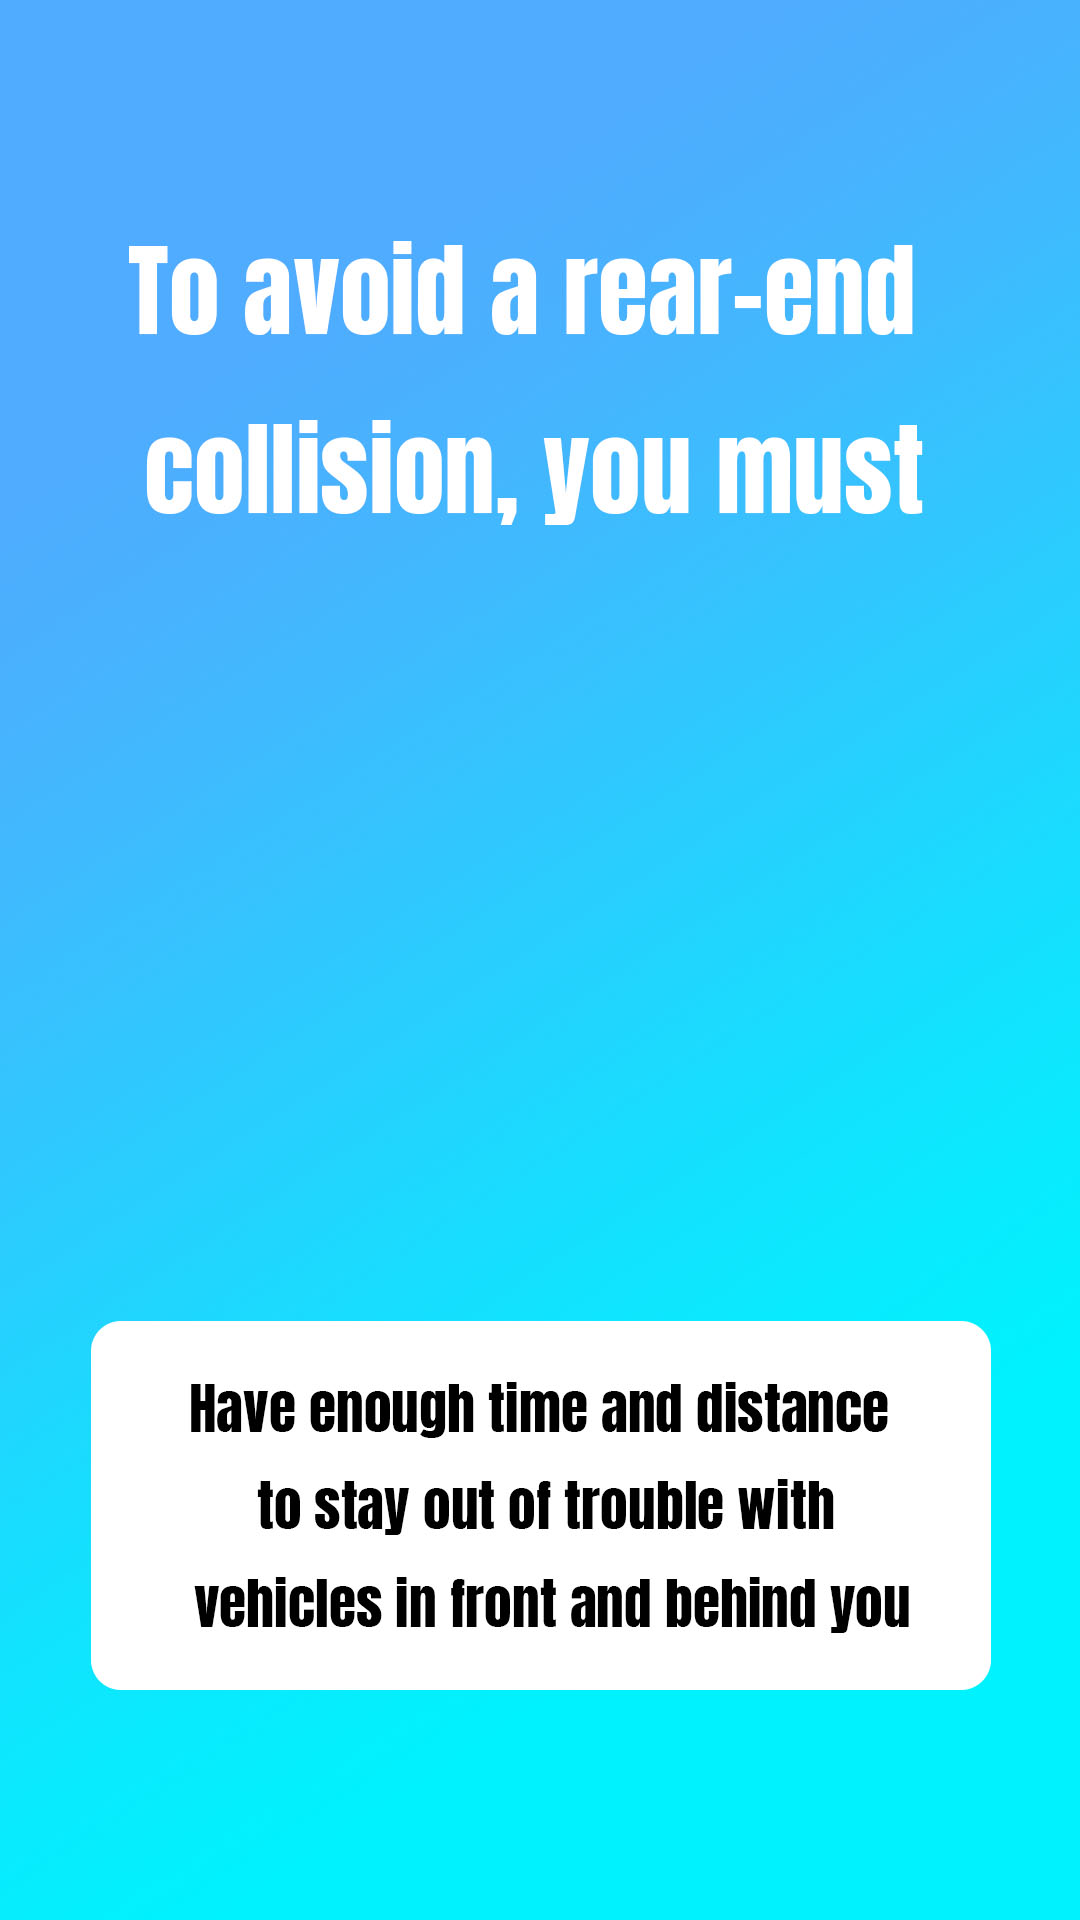 To avoid a rear-end
collision, you must
Have enough time and distance
to stay out of trouble with
vehicles in front and behind you